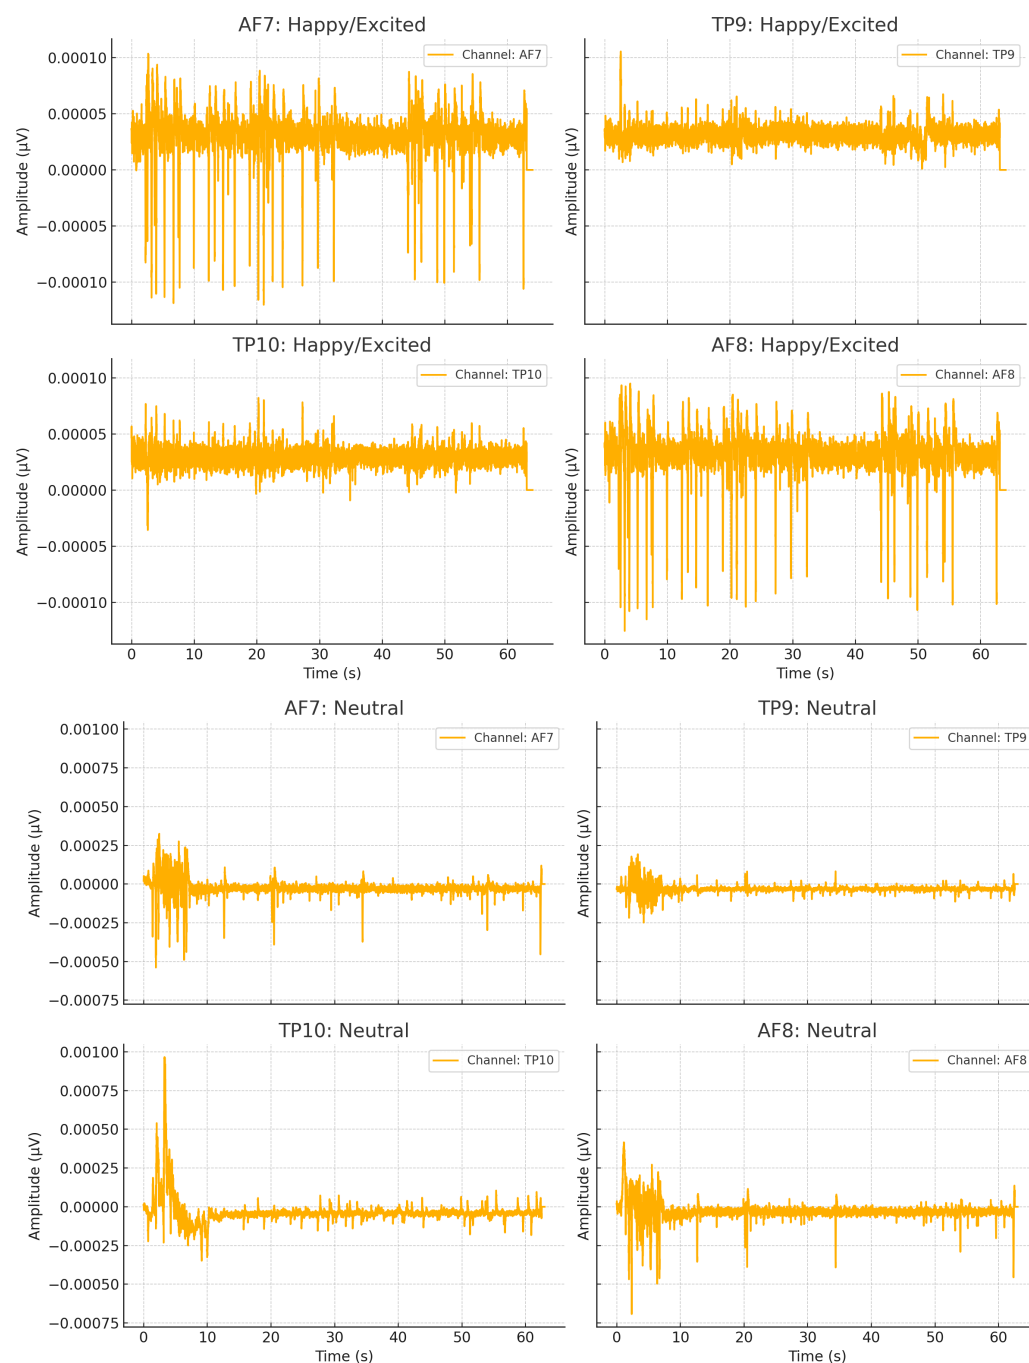 AF7: Happy/Excited
TP9: Happy/Excited
Channel: AF7
Channel: TP9
Amplitude (µV)
0.00010
0.00005
0.00000
−0.00005
−0.00010
Amplitude (µV)
TP10: Happy/Excited
AF8: Happy/Excited
Channel: TP10
Channel: AF8
Amplitude (µV)
0.00010
0.00005
0.00000
−0.00005
−0.00010
Amplitude (µV)
0 10 20 30 40 50 60
Time (s)
0 10 20 30 40 50 60
Time (s)
AF7: Neutral
TP9: Neutral
Channel: AF7
Channel: TP9
Amplitude (µV)
0.00100
0.00075
0.00050
0.00025
0.00000
−0.00025
−0.00050
−0.00075
Amplitude (µV)
TP10: Neutral
AF8: Neutral
Channel: TP10
Channel: AF8
Amplitude (µV)
0.00100
0.00075
0.00050
0.00025
0.00000
−0.00025
−0.00050
−0.00075
Amplitude (µV)
0 10 20 30 40 50 60
Time (s)
0 10 20 30 40 50 60
Time (s)